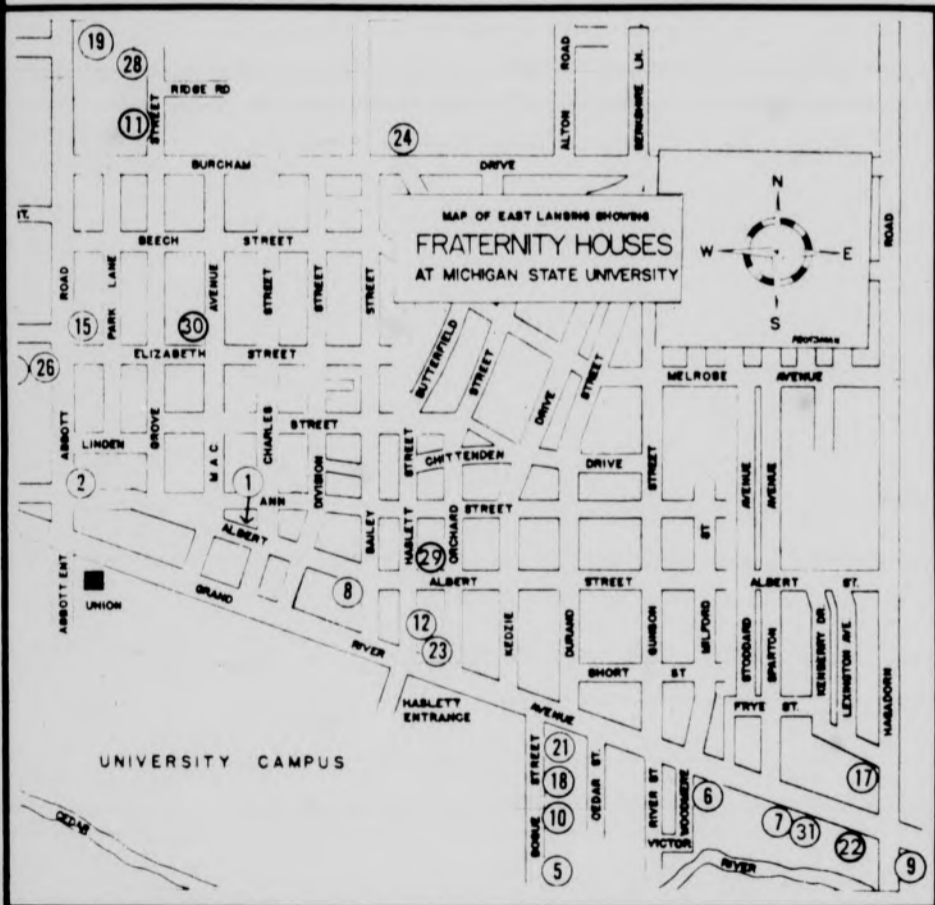 19
28
RIDGE RD
11
STREET
24
ALTON ROAD
BERKSHIRE LN.
BURCHAM DRIVE
MAP OF EAST LANSING SHOWING
FRATERNITY HOUSES
AT MICHIGAN STATE UNIVERSITY
N
W E
S
ROAD
ST.
BEECH STREET
ROAD
PARK LANE
AVENUE
STREET
STREET
STREET
15
30
ELIZABETH STREET
26
BUTTERFIELD
STREET
DRIVE
STREET
MELROSE AVENUE
ABBOTT
LINDEN
GROVE
M A C
CHARLES
STREET
DIVISION
STREET
CHITTENDEN
DRIVE
STREET
2
1
ANN
ALBERT
BAILEY
HASLETT
ORCHARD
STREET
ST
AVENUE
AVENUE
29
ALBERT STREET
ALBERT ST.
ABBOTT ENT
UNION
GRAND
8
12
23
RIVER
KEDZIE
DURAND
GUNSON
MILFORD
STODDARD
SPARTON
KENBERRY DR.
LEXINGTON AVE.
HAGADORN
SHORT ST
HASLETT
ENTRANCE
AVENUE
FRYE ST.
UNIVERSITY CAMPUS
BOGUE STREET
21
18
10
5
CEDAR ST.
RIVER ST
WOODMERE
VICTOR
6
17
7
31
22
9
CEDAR
RIVER